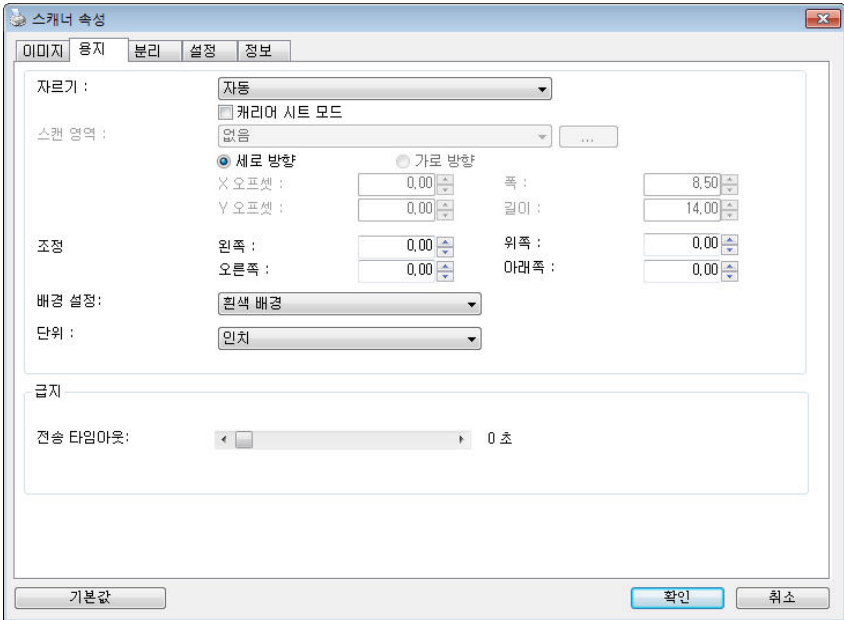 스캐너 속성
이미지 용지 분리 설정 정보
자르기 : 자동
캐리어 시트 모드
스캔 영역 : 없음 ...
세로 방향 가로 방향
X 오프셋 : 0,00 폭 : 8,50
Y 오프셋 : 0,00 길이 : 14,00
조정 왼쪽 : 0,00 위쪽 : 0,00
오른쪽 : 0,00 아래쪽 : 0,00
배경 설정: 흰색 배경
단위 : 인치
급지
전송 타임아웃: 0 초
기본값 확인 취소